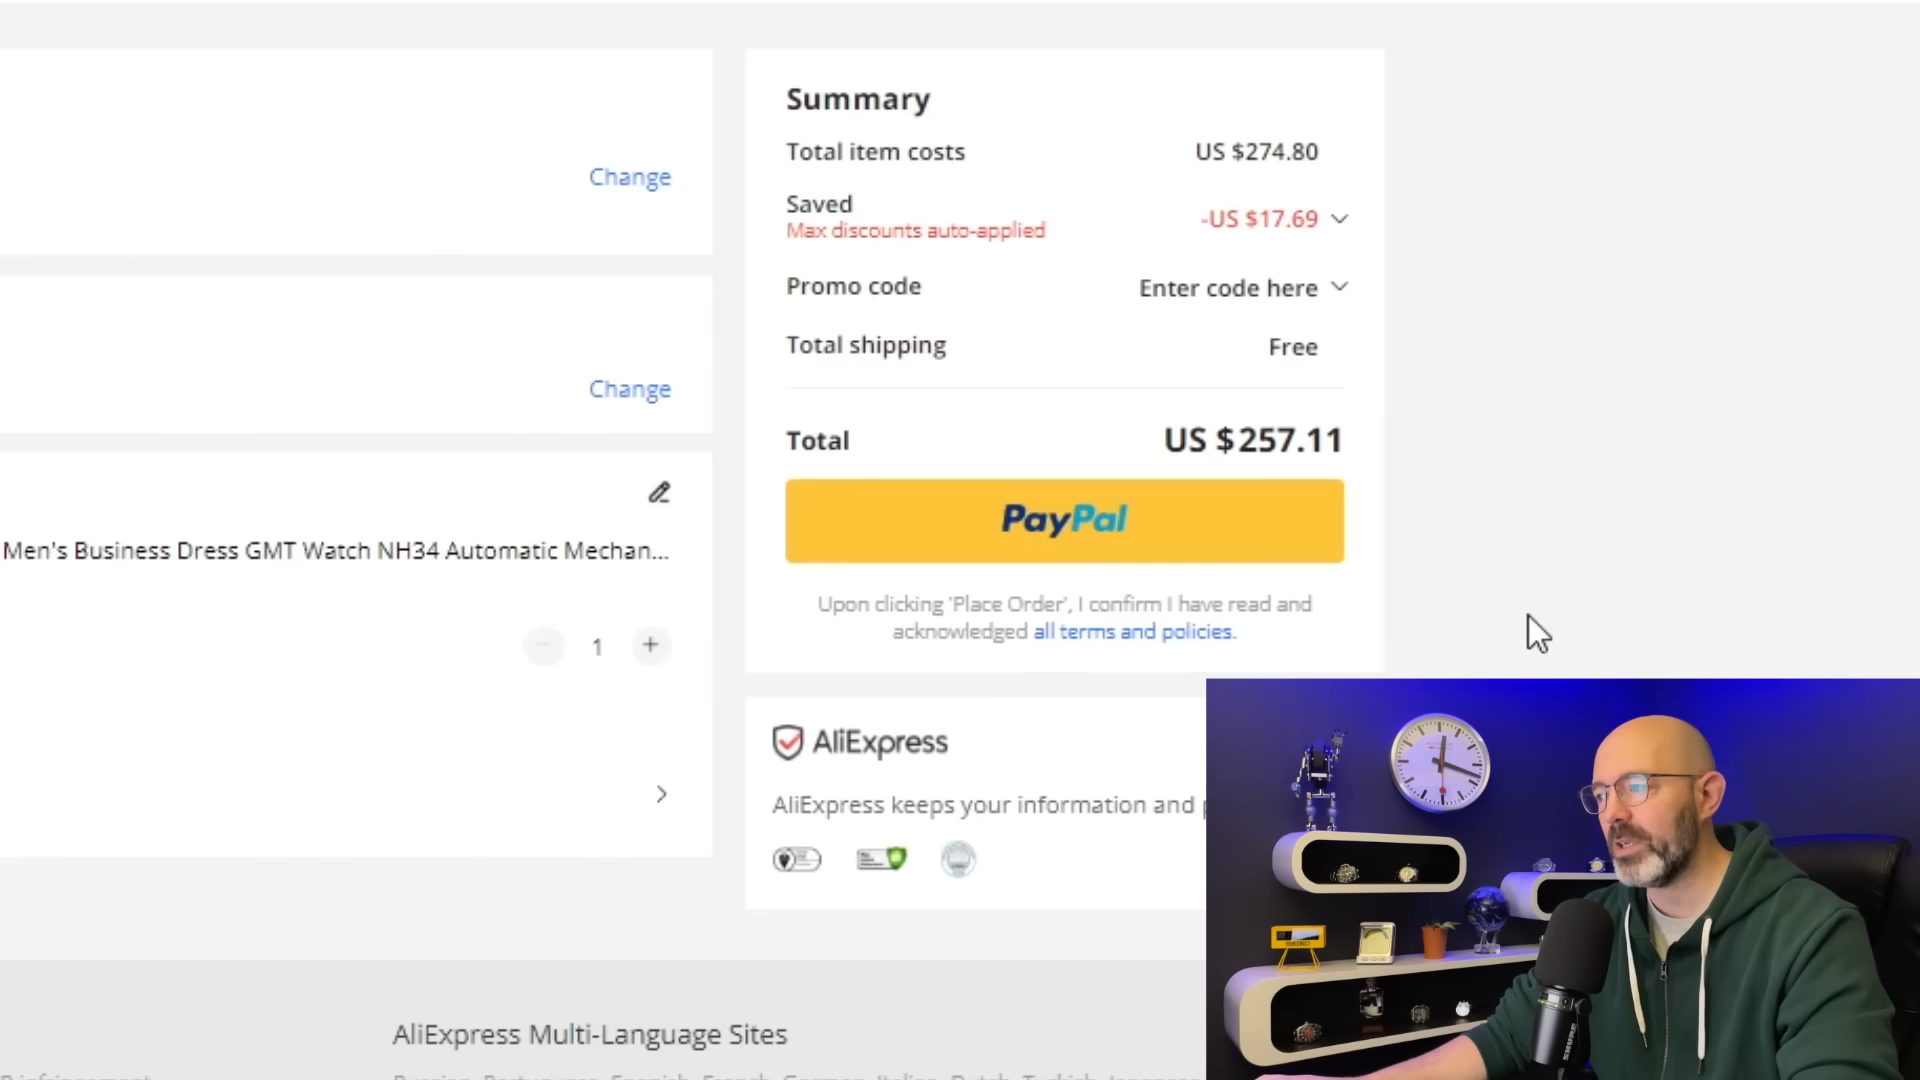 Summary
Total item costs US $274.80
Saved
Max discounts auto-applied -US $17.69
Promo code Enter code here
Total shipping Free
Total US $257.11
PayPal
Upon clicking 'Place Order', I confirm I have read and
acknowledged all terms and policies.
Change
Change
Men's Business Dress GMT Watch NH34 Automatic Mechan...
1
AliExpress
AliExpress keeps your information and
SEIKO
SHURE
AliExpress Multi-Language Sites